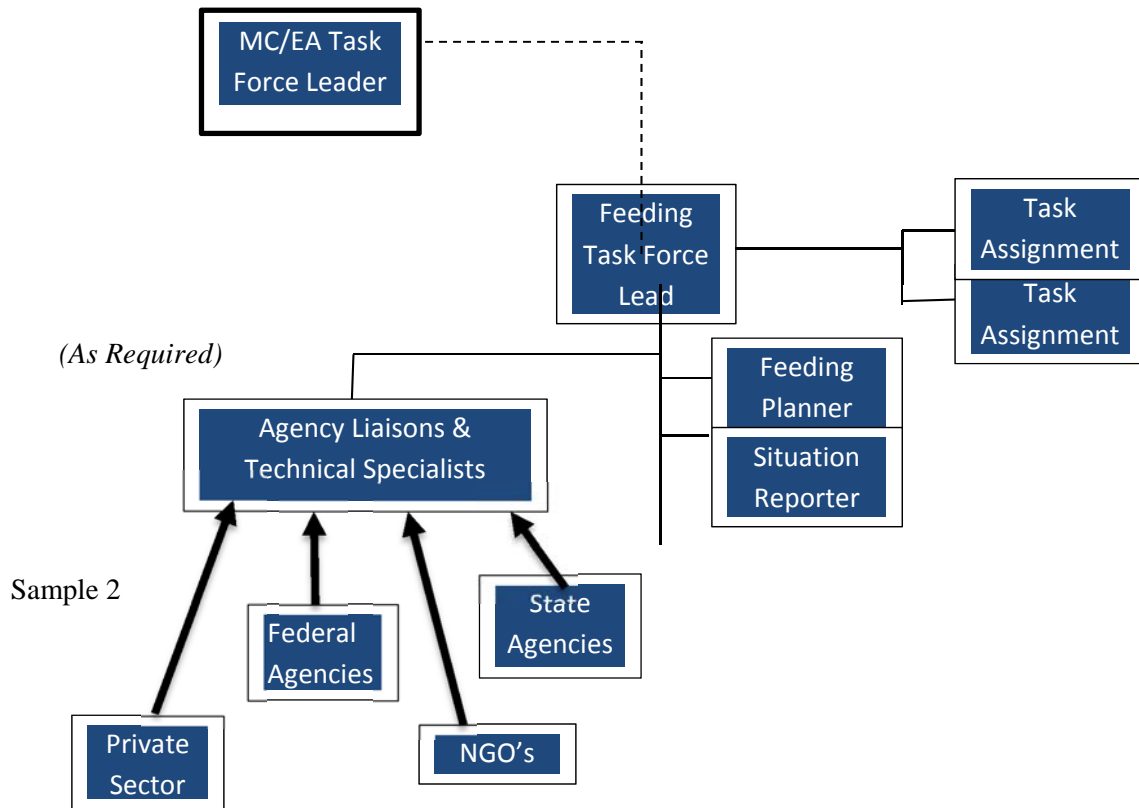 MC/EA Task
Force Leader
Feeding
Task Force
Lead
Task
Assignment
Task
Assignment
(As Required)
Feeding
Planner
Situation
Reporter
Agency Liaisons &
Technical Specialists
Sample 2
State
Agencies
Federal
Agencies
Private
Sector
NGO’s